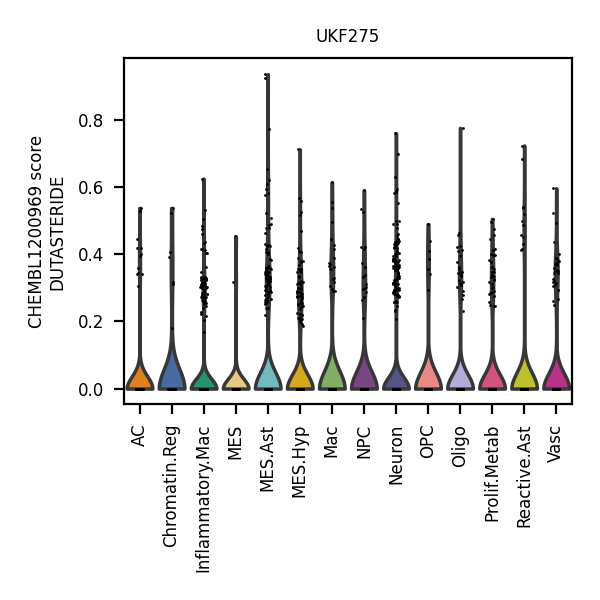 UKF275
CHEMBL1200969 score
DUTASTERIDE
0.8
0.6
0.4
0.2
0.0
AC
Chromatin.Reg
Inflammatory.Mac
MES
MES.Ast
MES.Hyp
Mac
NPC
Neuron
OPC
Oligo
Prolif.Metab
Reactive.Ast
Vasc